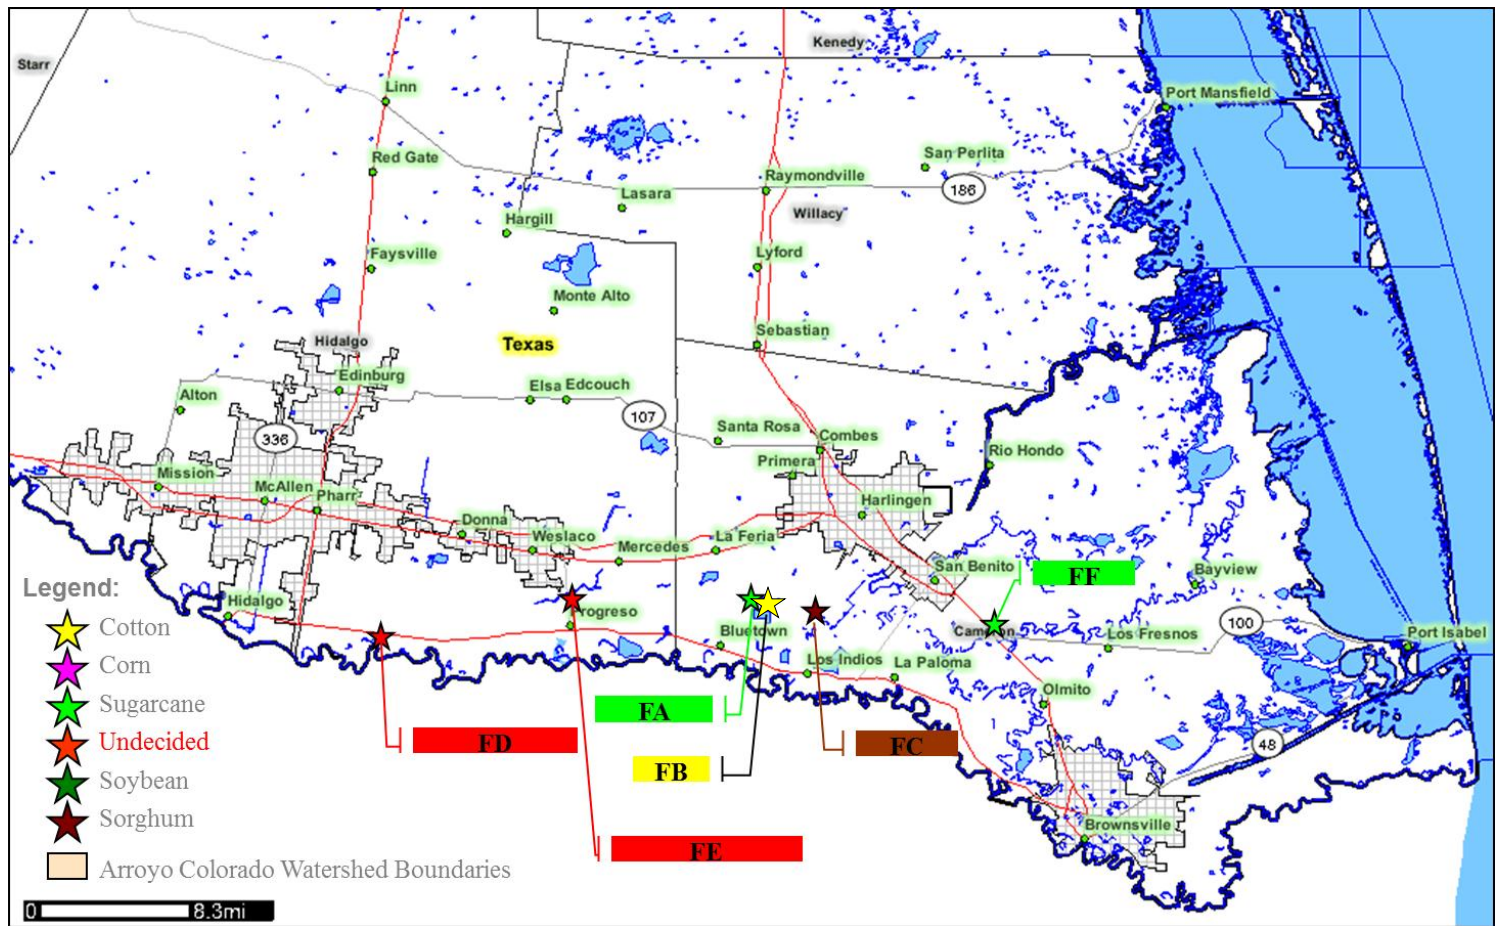 Kenedy
Starr
Linn
Port Mansfield
Red Gate
San Perlita
Raymondville
186
Lasara
Willacy
Hargill
Faysville
Lyford
Monte Alto
Sebastian
Hidalgo
Texas
Edinburg
Elsa Edcouch
Alton
107
336
Santa Rosa
Combes
Rio Hondo
Primera
Mission
McAllen
Pharr
Harlingen
Donna
Weslaco
La Feria
Mercedes
San Benito
FF
Bayview
Legend:
Hidalgo
Progreso
100
Cotton
Bluetown
Cameron
Los Fresnos
Port Isabel
Corn
Los Indios
La Paloma
Olmito
Sugarcane
FA
Undecided
FD
FC
48
FB
Soybean
Sorghum
Brownsville
FE
Arroyo Colorado Watershed Boundaries
0
8.3mi